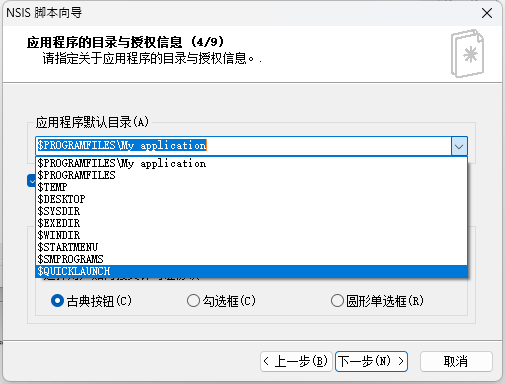 NSIS 脚本向导
应用程序的目录与授权信息 (4/9)
请指定关于应用程序的目录与授权信息。.
应用程序默认目录(A)
$PROGRAMFILES\My application
$PROGRAMFILES\My application
$PROGRAMFILES
$TEMP
$DESKTOP
$SYSDIR
$EXEDIR
$WINDIR
$STARTMENU
$SMPROGRAMS
$QUICKLAUNCH
古典按钮(C) 勾选框(C) 圆形单选框(R)
< 上一步(B) 下一步(N) > 取消